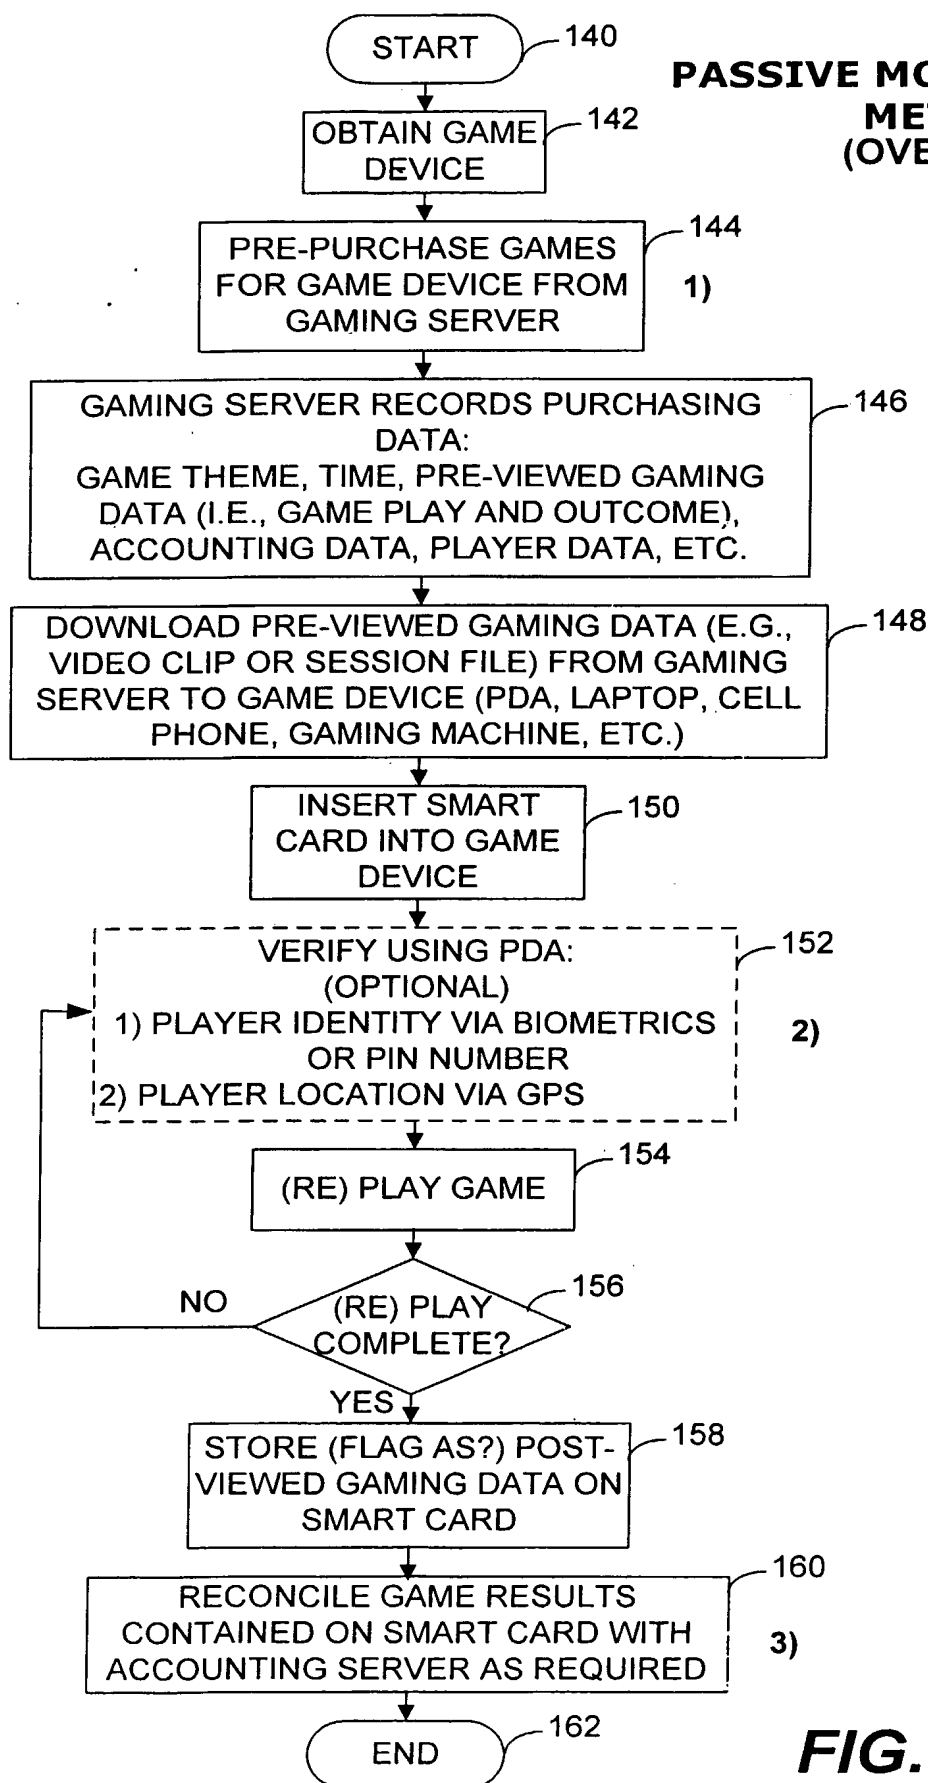 START
140
PASSIVE
(OVE
OBTAIN GAME
DEVICE
142
PRE-PURCHASE GAMES
FOR GAME DEVICE FROM
GAMING SERVER
144
1)
GAMING SERVER RECORDS PURCHASING
DATA:
GAME THEME, TIME, PRE-VIEWED GAMING
DATA (I.E., GAME PLAY AND OUTCOME),
ACCOUNTING DATA, PLAYER DATA, ETC.
146
DOWNLOAD PRE-VIEWED GAMING DATA (E.G.,
VIDEO CLIP OR SESSION FILE) FROM GAMING
SERVER TO GAME DEVICE (PDA, LAPTOP, CELL
PHONE, GAMING MACHINE, ETC.)
148
INSERT SMART
CARD INTO GAME
DEVICE
150
VERIFY USING PDA:
(OPTIONAL)
1) PLAYER IDENTITY VIA BIOMETRICS
OR PIN NUMBER
2) PLAYER LOCATION VIA GPS
152
2)
(RE) PLAY GAME
154
NO
(RE) PLAY
COMPLETE?
156
YES
STORE (FLAG AS?) POST-
VIEWED GAMING DATA ON
SMART CARD
158
RECONCILE GAME RESULTS
CONTAINED ON SMART CARD WITH
ACCOUNTING SERVER AS REQUIRED
160
3)
END
162
FIG.